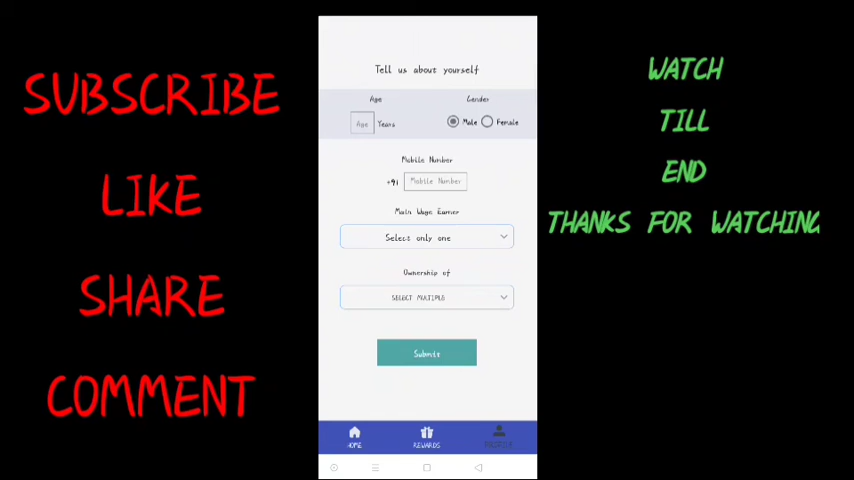 SUBSCRIBE
LIKE
SHARE
COMMENT
Tell us about yourself
Age
Gender
Age Years
Male Female
Mobile Number
+91 Mobile Number
Main Wage Earner
Select only one
Ownership of
SELECT MULTIPLE
Submit
HOME
REWARDS
PROFILE
WATCH
TILL
END
THANKS FOR WATCHING